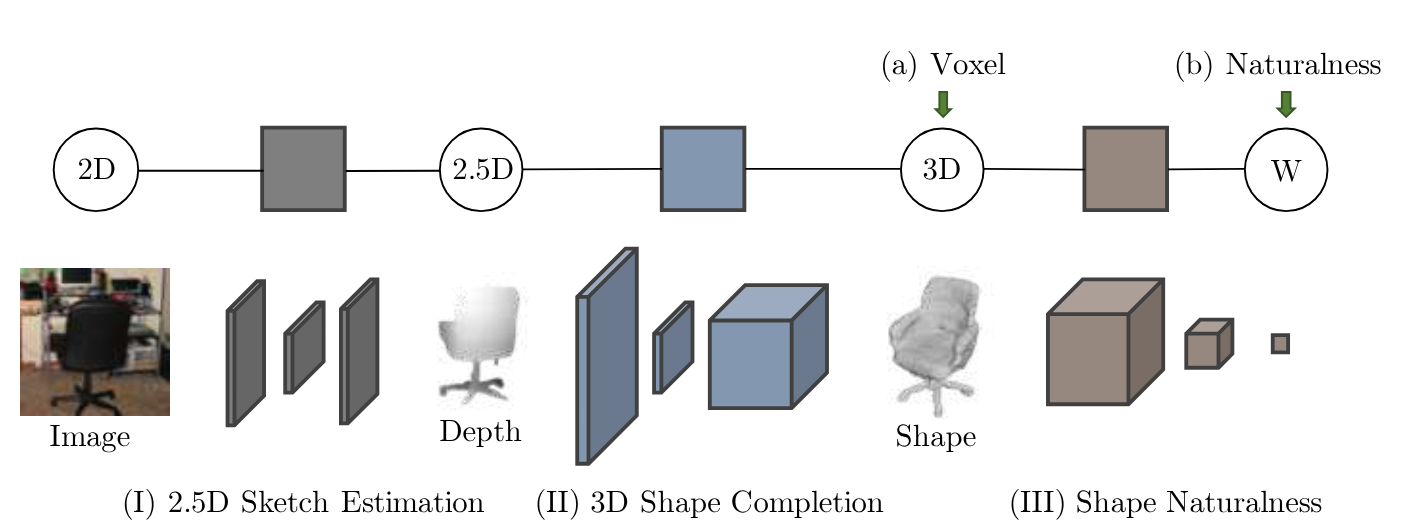 (a) Voxel
(b) Naturalness
2D
2.5D
3D
W
Image
Depth
Shape
(I) 2.5D Sketch Estimation
(II) 3D Shape Completion
(III) Shape Naturalness